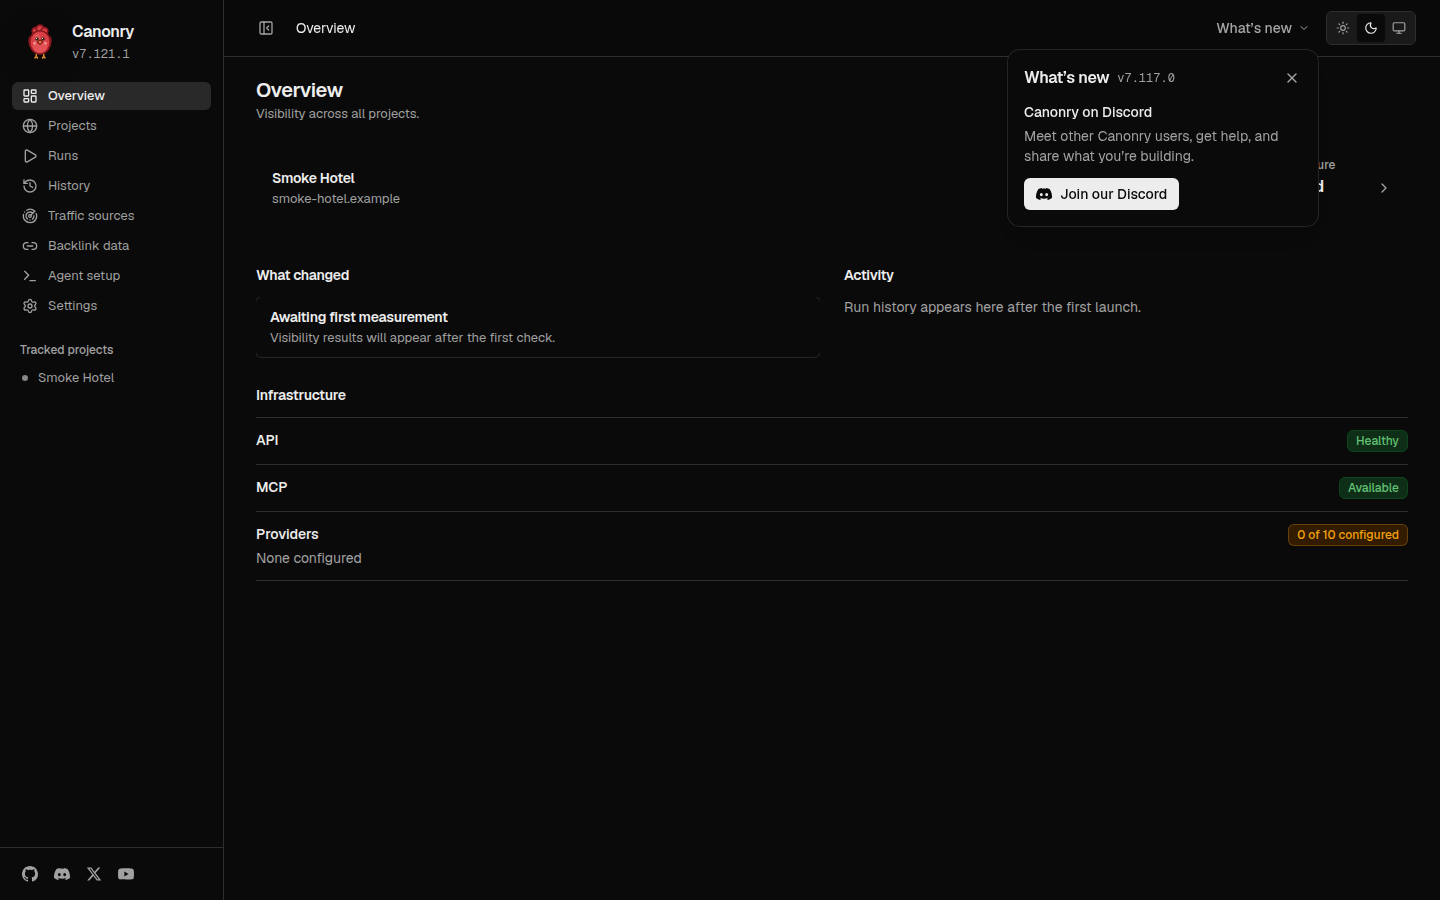 Canonry
v7.121.1
Overview
Projects
Runs
History
Traffic sources
Backlink data
Agent setup
Settings
Tracked projects
Smoke Hotel
Overview
What's new
What's new v7.117.0
Canonry on Discord
Meet other Canonry users, get help, and
share what you're building.
Join our Discord
Overview
Visibility across all projects.
Smoke Hotel
smoke-hotel.example
What changed
Awaiting first measurement
Visibility results will appear after the first check.
Activity
Run history appears here after the first launch.
Infrastructure
API
Healthy
MCP
Available
Providers
0 of 10 configured
None configured